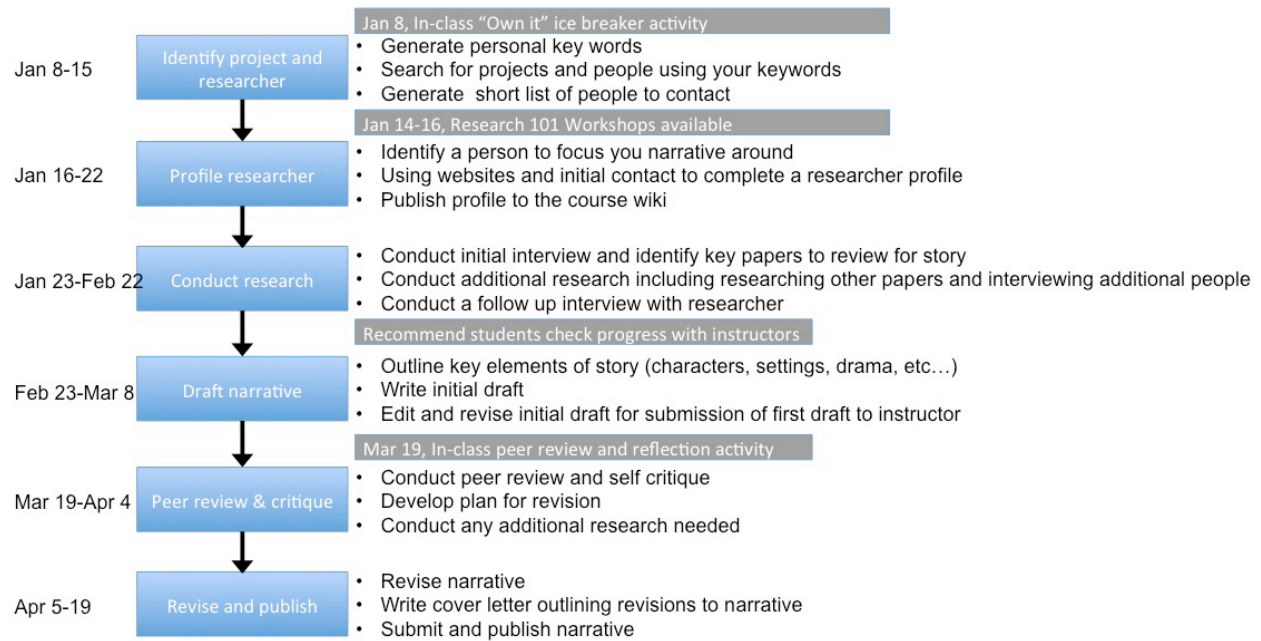 Jan 8, In-class “Own it” ice breaker activity
Jan 8-15
Identify project and
researcher
• Generate personal key words
• Search for projects and people using your keywords
• Generate short list of people to contact
Jan 14-16, Research 101 Workshops available
Jan 16-22
Profile researcher
• Identify a person to focus you narrative around
• Using websites and initial contact to complete a researcher profile
• Publish profile to the course wiki
Jan 23-Feb 22
Conduct research
• Conduct initial interview and identify key papers to review for story
• Conduct additional research including researching other papers and interviewing additional people
• Conduct a follow up interview with researcher
Recommend students check progress with instructors
Feb 23-Mar 8
Draft narrative
• Outline key elements of story (characters, settings, drama, etc…)
• Write initial draft
• Edit and revise initial draft for submission of first draft to instructor
Mar 19, In-class peer review and reflection activity
Mar 19-Apr 4
Peer review & critique
• Conduct peer review and self critique
• Develop plan for revision
• Conduct any additional research needed
Apr 5-19
Revise and publish
• Revise narrative
• Write cover letter outlining revisions to narrative
• Submit and publish narrative